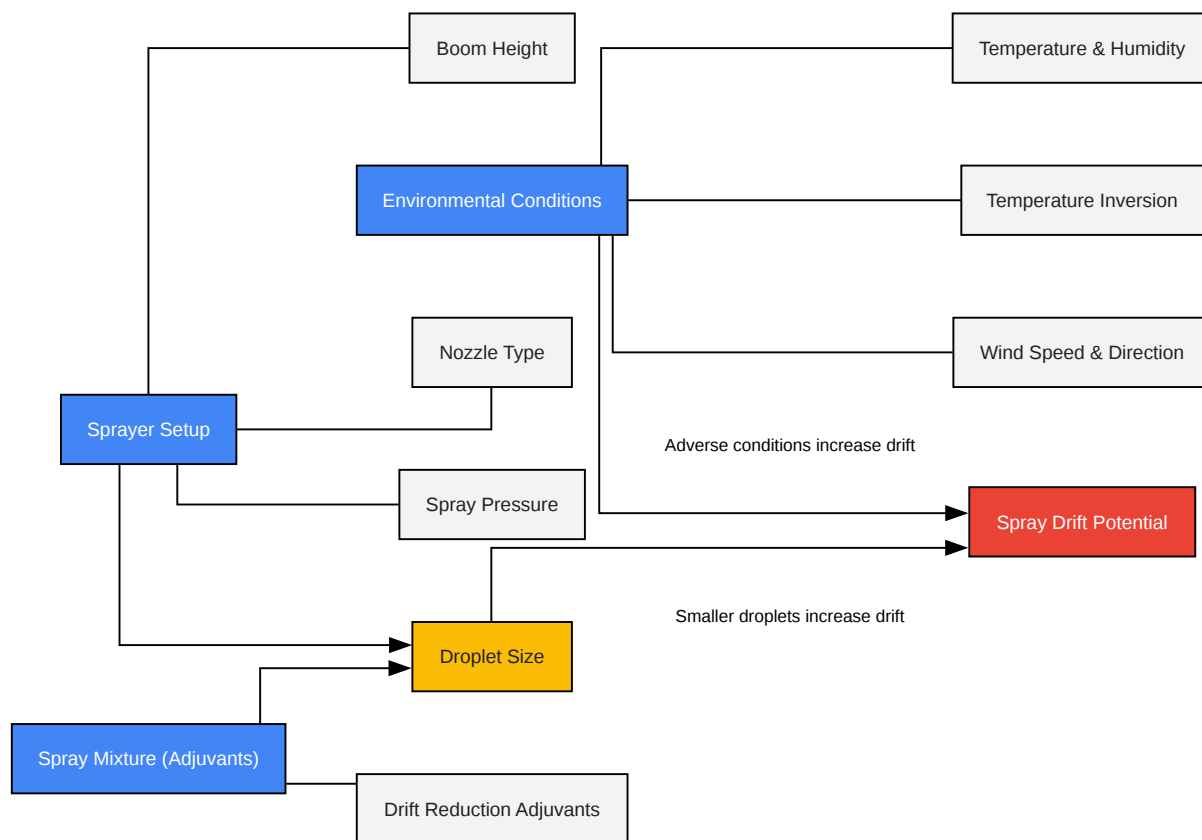 Boom Height
Temperature & Humidity
Environmental Conditions
Temperature Inversion
Nozzle Type
Wind Speed & Direction
Sprayer Setup
Adverse conditions increase drift
Spray Pressure
Spray Drift Potential
Smaller droplets increase drift
Droplet Size
Spray Mixture (Adjuvants)
Drift Reduction Adjuvants